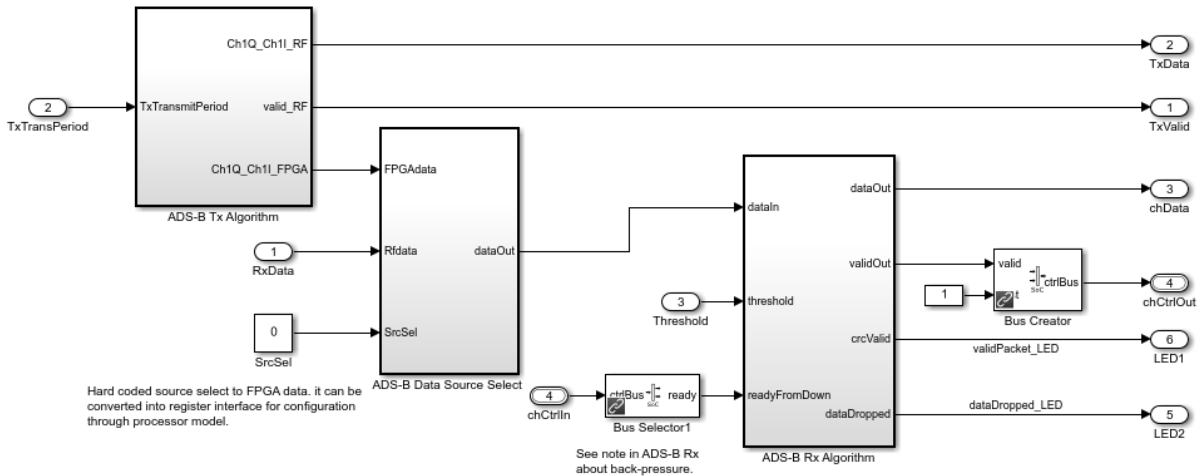 Ch1Q_Ch1I_RF
2
TxData
2
TxTransPeriod
TxTransmitPeriod
valid_RF
1
TxValid
Ch1Q_Ch1I_FPGA
ADS-B Tx Algorithm
FPGAdata
Rfdata
dataOut
SrcSel
ADS-B Data Source Select
1
RxData
0
SrcSel
Hard coded source select to FPGA data. it can be
converted into register interface for configuration
through processor model.
dataIn
dataOut
3
chData
validOut
valid
ctrlBus
SoC
1
t
Bus Creator
4
chCtrlOut
3
Threshold
threshold
crcValid
validPacket_LED
6
LED1
4
chCtrlIn
ctrlBus
SoC
ready
Bus Selector1
readyFromDown
dataDropped
dataDropped_LED
5
LED2
ADS-B Rx Algorithm
See note in ADS-B Rx
about back-pressure.